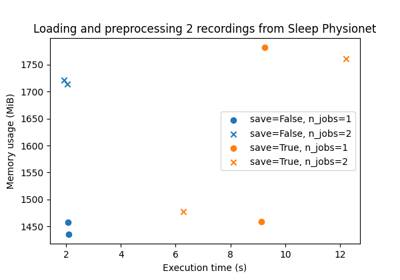 Loading and preprocessing 2 recordings from Sleep Physionet
1750
1700
1650
1600
1550
1500
1450
Memory usage (MiB)
save=False, n_jobs=1
save=False, n_jobs=2
save=True, n_jobs=1
save=True, n_jobs=2
2 4 6 8 10 12
Execution time (s)